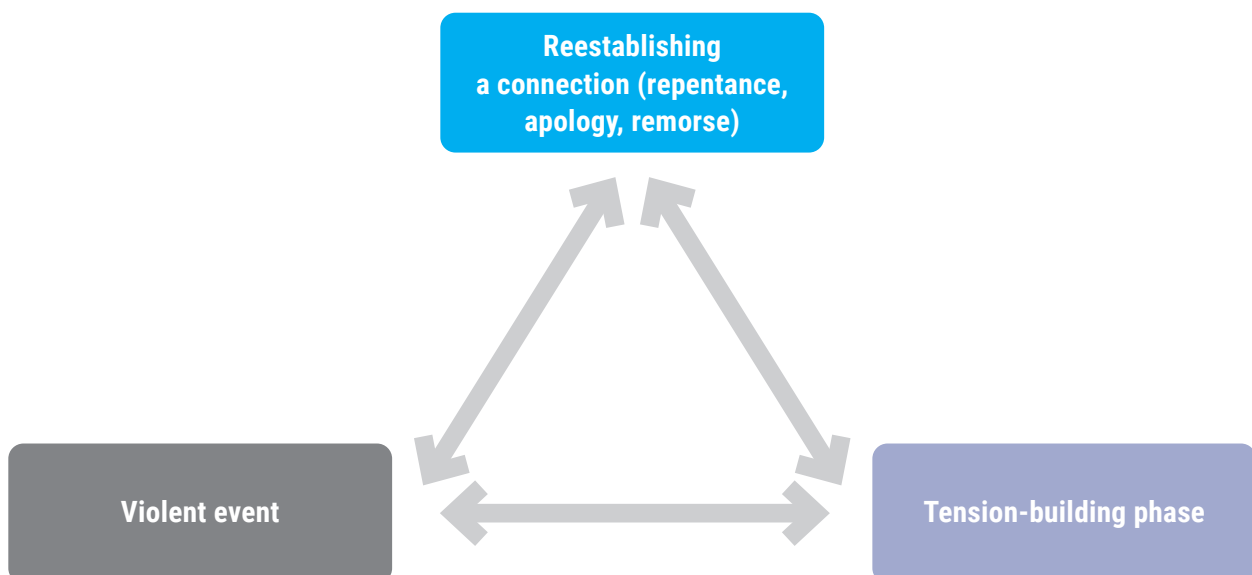 Reestablishing
a connection (repentance,
apology, remorse)
Violent event
Tension-building phase